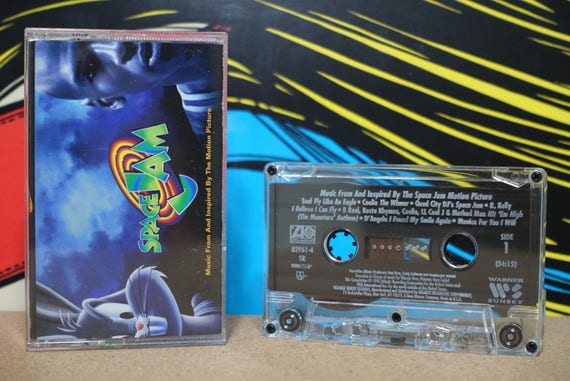 SPACE JAM
Music From And Inspired By The Motion Picture
Music From And Inspired By The Space Jam Motion Picture
Seal Fly Like An Eagle • Coolio The Winner • Quad City DJ's Space Jam • R. Kelly
I Believe I Can Fly • B Real, Busta Rhymes, Coolio, LL Cool J & Method Man Hit 'Em High
(The Monstars' Anthem) • D'Angelo I Found My Smile Again • Monica For You I Will
ATLANTIC
82961-4
SR
SIDE
1
(34:15)
WARNER
SUNSET